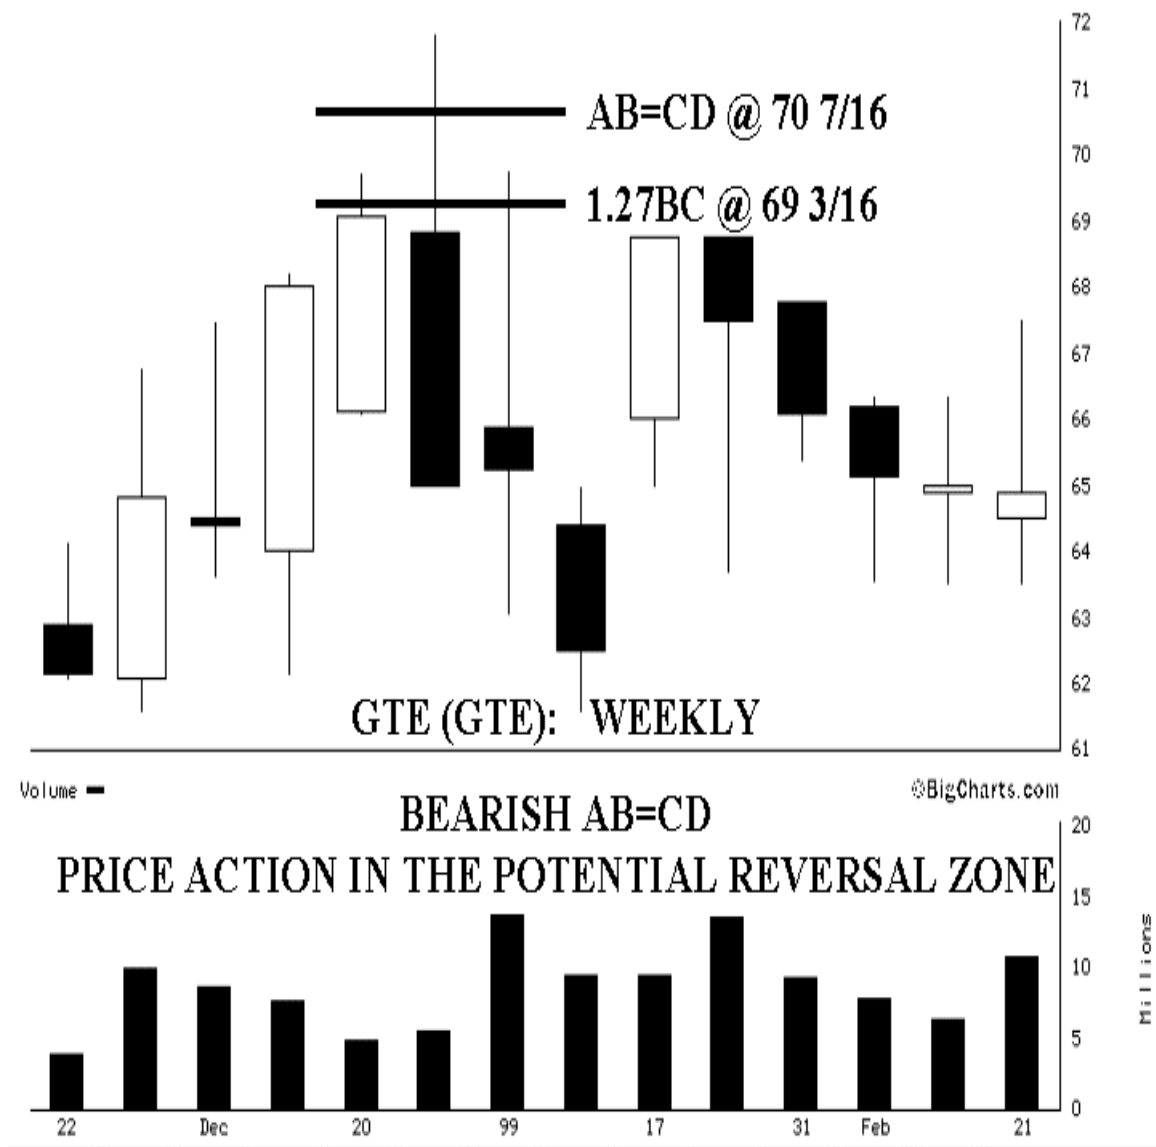 72
71
AB=CD @ 70 7/16
70
1.27BC @ 69 3/16
69
68
67
66
65
64
63
62
GTE (GTE): WEEKLY
61
Volume
©BigCharts.com
BEARISH AB=CD
20
PRICE ACTION IN THE POTENTIAL REVERSAL ZONE
15
Millions
10
5
0
22 Dec 20 99 17 31 Feb 21